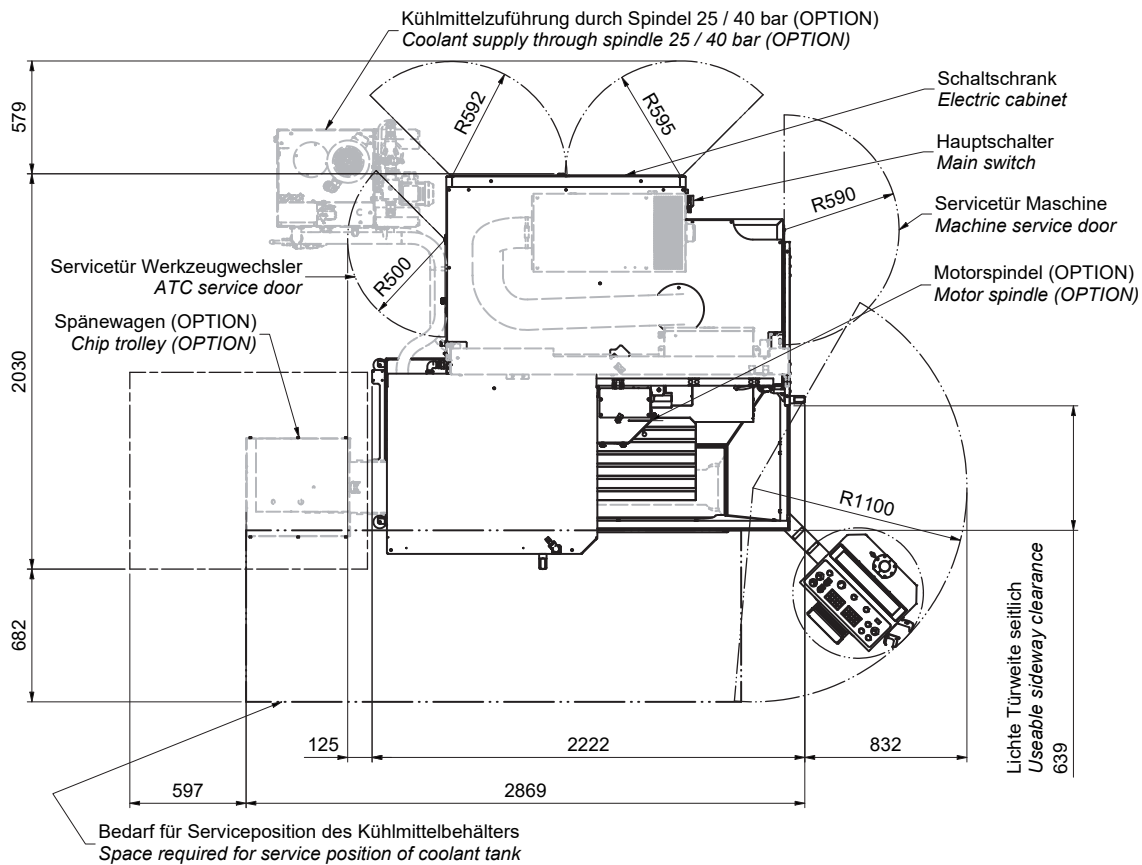 Kühlmittelzuführung durch Spindel 25 / 40 bar (OPTION)
Coolant supply through spindle 25 / 40 bar (OPTION)
579
R592
R595
Schaltschrank
Electric cabinet
Hauptschalter
Main switch
R590
Servicetür Maschine
Machine service door
Servicetür Werkzeugwechsler
ATC service door
R500
Motorspindel (OPTION)
Motor spindle (OPTION)
Spänewagen (OPTION)
Chip trolley (OPTION)
2030
R1100
682
Lichte Türweite seitlich
Useable sideway clearance
639
125
2222
832
597
2869
Bedarf für Serviceposition des Kühlmittelbehälters
Space required for service position of coolant tank